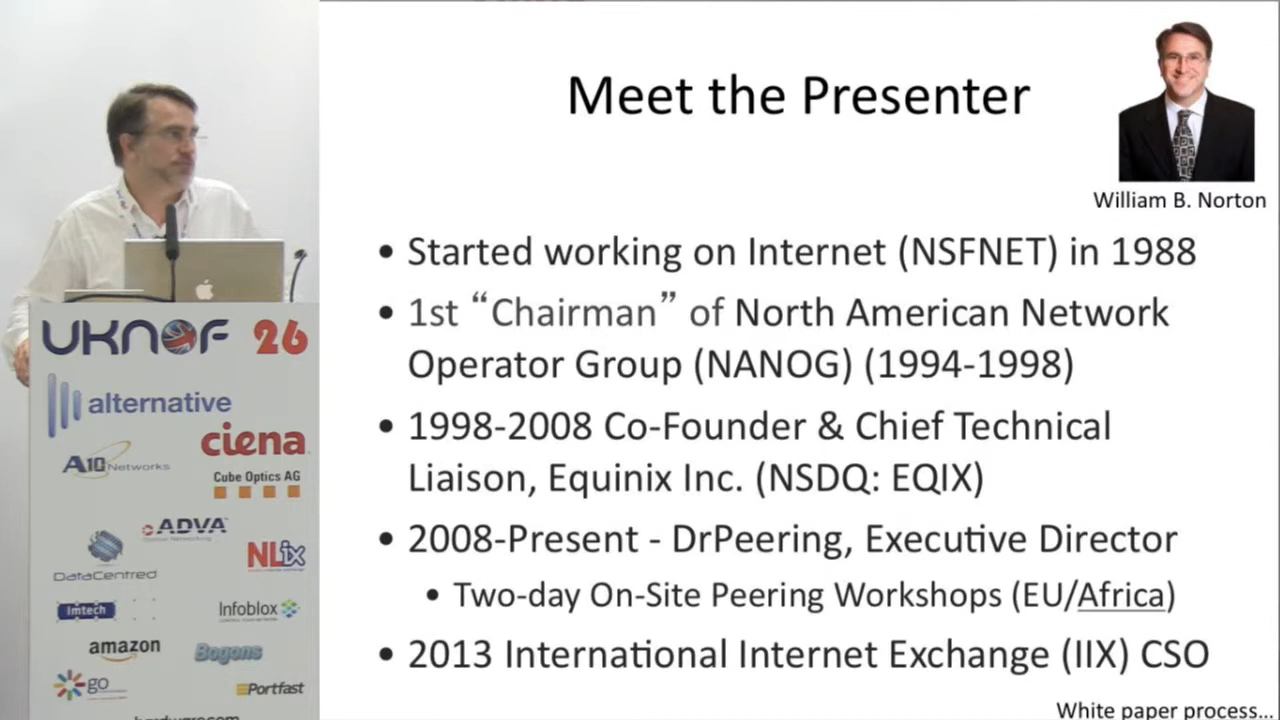 Meet the Presenter
William B. Norton
• Started working on Internet (NSFNET) in 1988
• 1st “Chairman” of North American Network
Operator Group (NANOG) (1994-1998)
• 1998-2008 Co-Founder & Chief Technical
Liaison, Equinix Inc. (NSDQ: EQIX)
• 2008-Present - DrPeering, Executive Director
• Two-day On-Site Peering Workshops (EU/Africa)
• 2013 International Internet Exchange (IIX) CSO
White paper process...
UKNOF 26
alternative
ciena
A10 Networks
Cube Optics AG
ADVA
DataCentred
NLix
Imtech
Infoblox
amazon
Bogons
go
Portfast